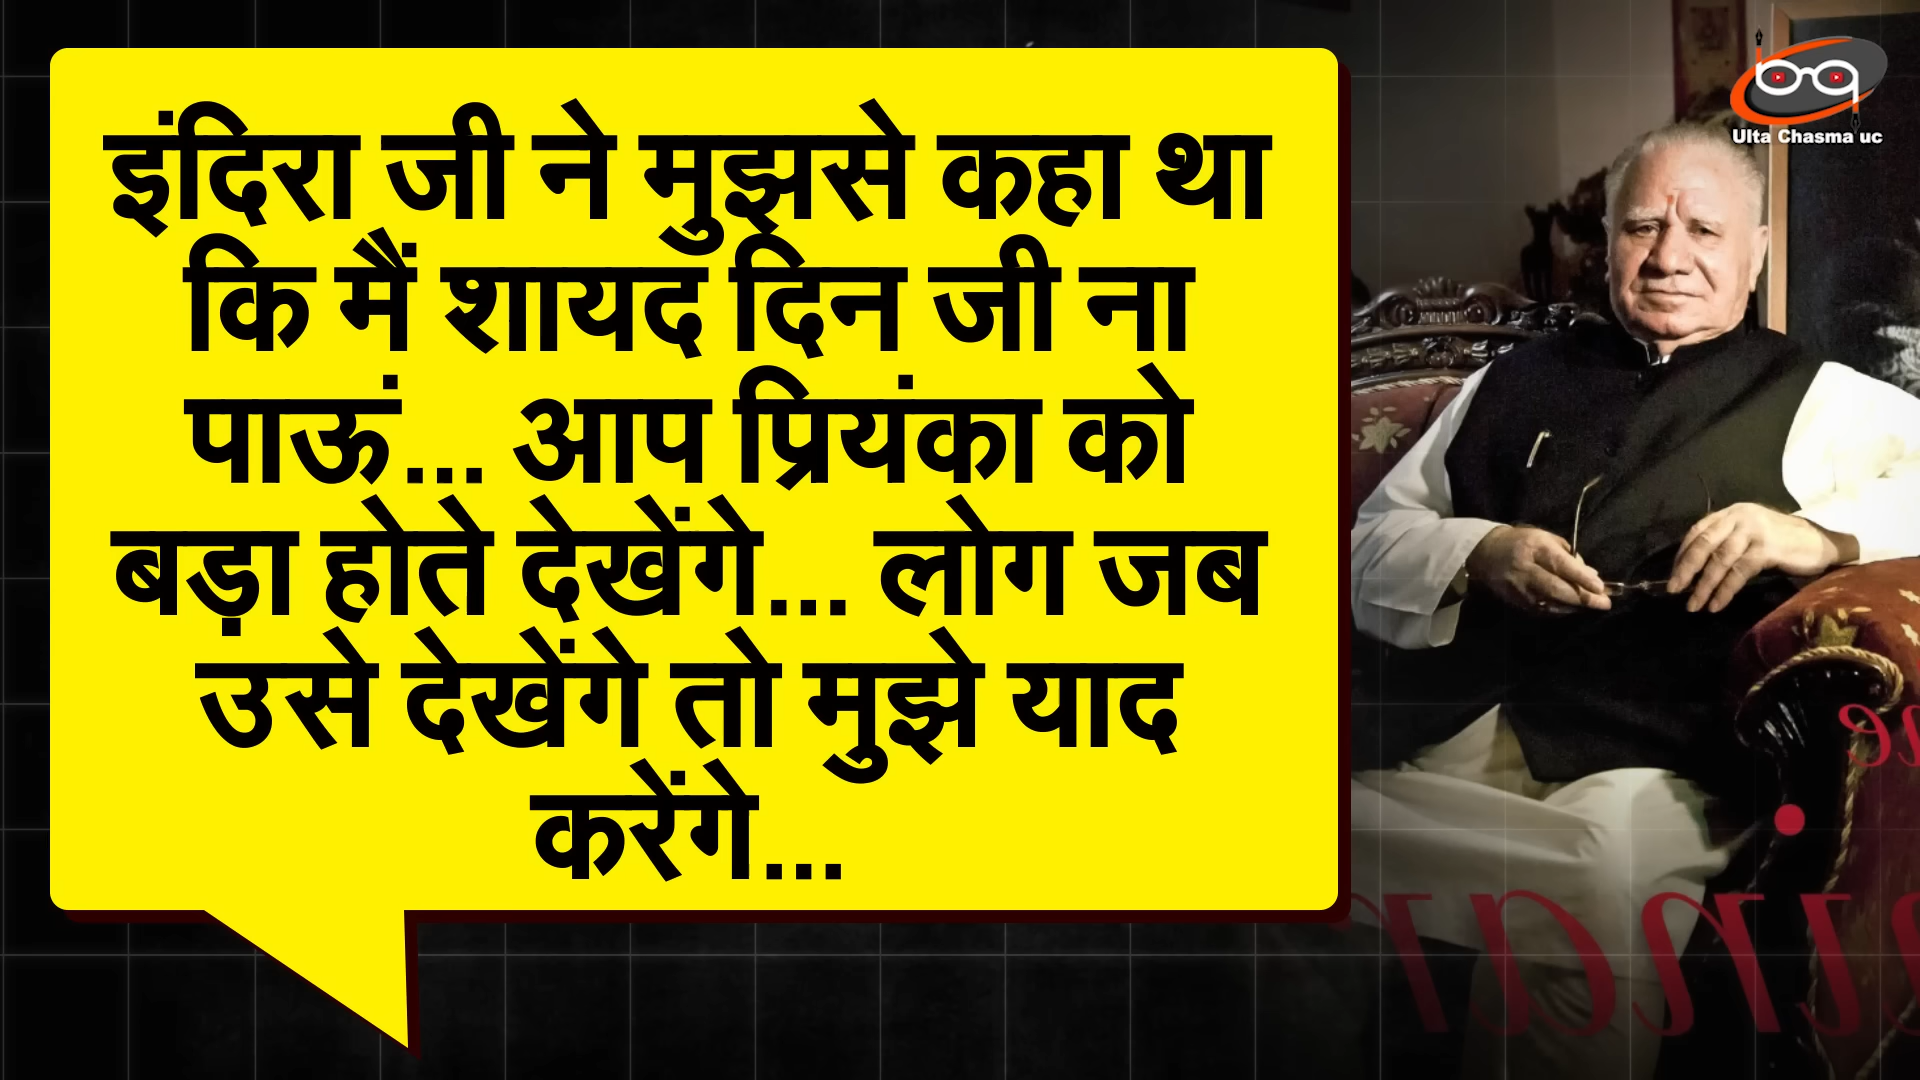 इंदिरा जी ने मुझसे कहा था
कि मैं शायद दिन जी ना
पाऊं... आप प्रियंका को
बड़ा होते देखेंगे... लोग जब
उसे देखेंगे तो मुझे याद
करेंगे...
Ulta Chasma uc